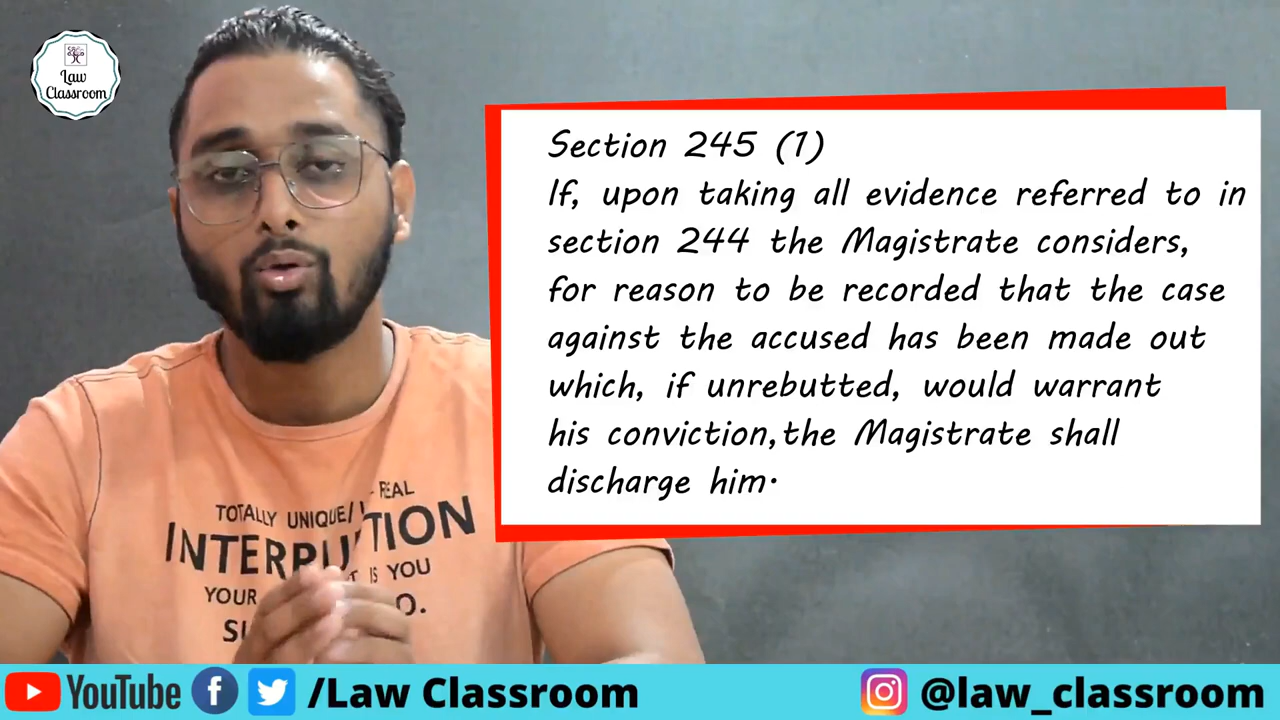 Law
Classroom
Section 245 (1)
If, upon taking all evidence referred to in
section 244 the Magistrate considers,
for reason to be recorded that the case
against the accused has been made out
which, if unrebutted, would warrant
his conviction, the Magistrate shall
discharge him.
REAL
TOTALLY UNIQUE/
IS YOU
YOUR
YouTube /Law Classroom
@law_classroom